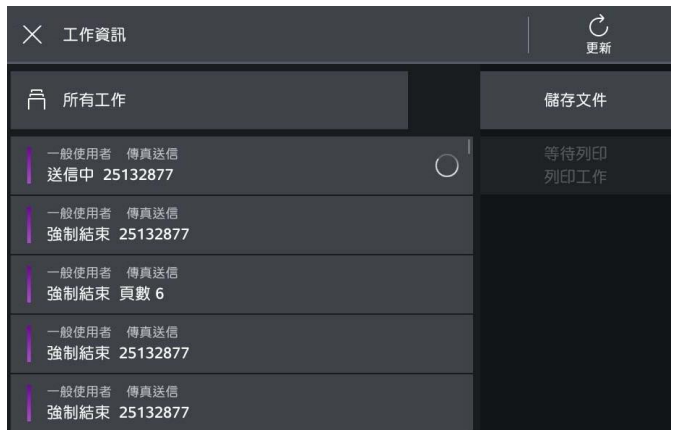 工作資訊
更新
所有工作
儲存文件
一般使用者 傳真送信
送信中 25132877
等待列印
列印工作
一般使用者 傳真送信
強制結束 25132877
一般使用者 傳真送信
強制結束 頁數 6
一般使用者 傳真送信
強制結束 25132877
一般使用者 傳真送信
強制結束 25132877